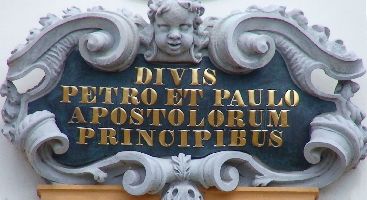 DIVIS
PETRO ET PAULO
APOSTOLORUM
PRINCIPIBUS